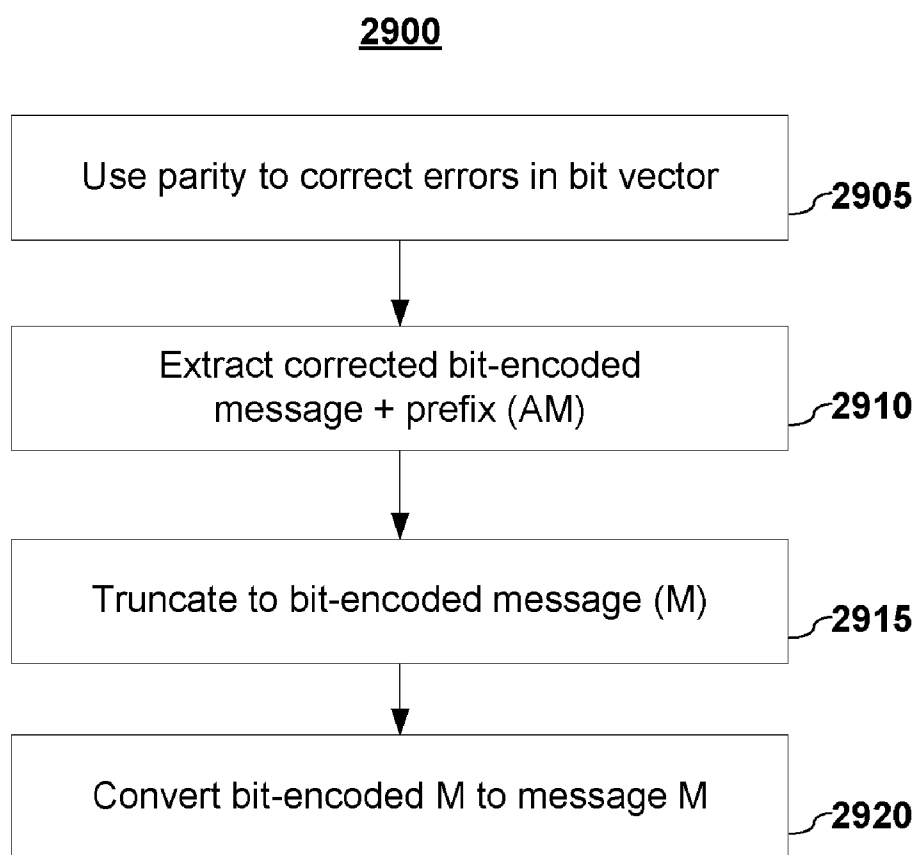 2900
Use parity to correct errors in bit vector
2905
Extract corrected bit-encoded
message + prefix (AM)
2910
Truncate to bit-encoded message (M)
2915
Convert bit-encoded M to message M
2920